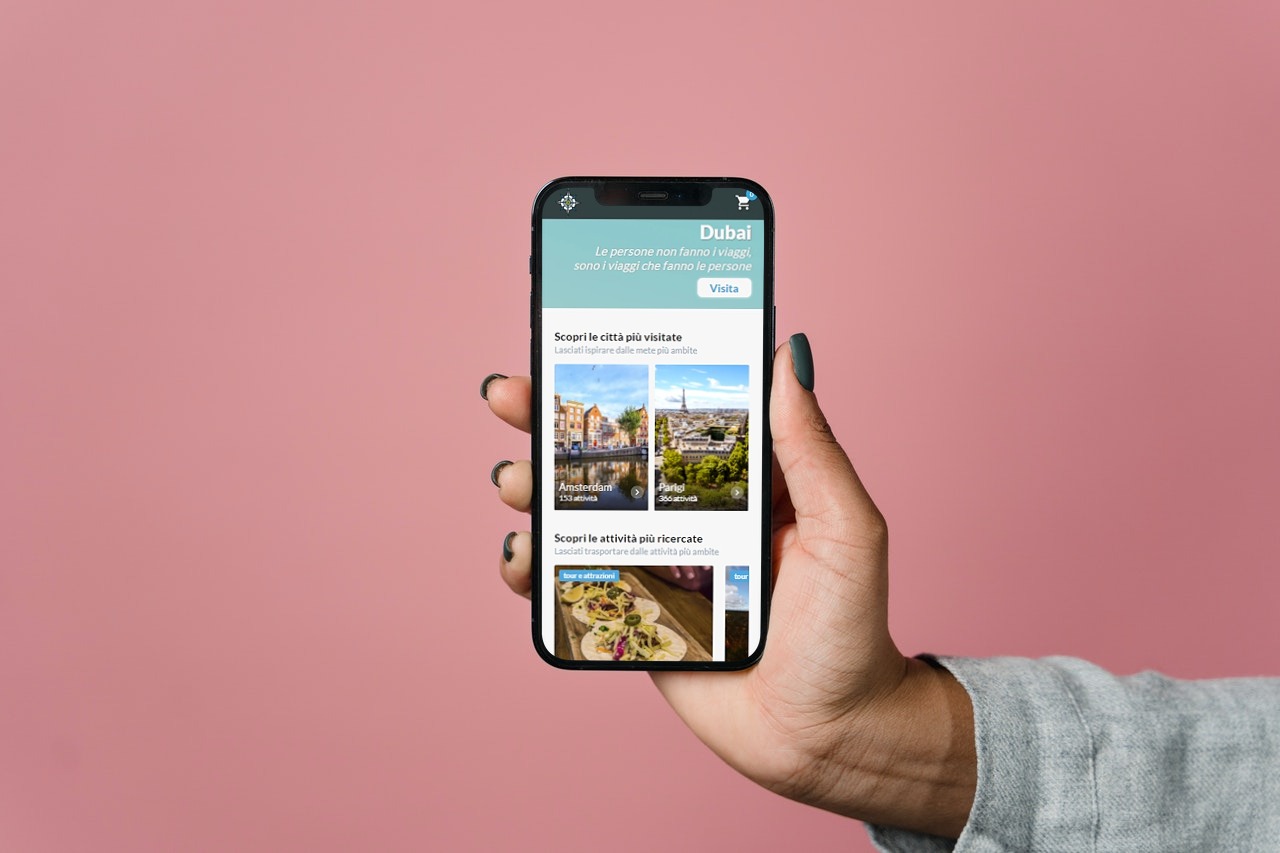 0
Dubai
Le persone non fanno i viaggi,
sono i viaggi che fanno le persone
Visita
Scopri le città più visitate
Lasciati ispirare dalle mete più ambite
Amsterdam
153 attività
Parigi
366 attività
Scopri le attività più ricercate
Lasciati trasportare dalle attività più ambite
tour e attrazioni
tour